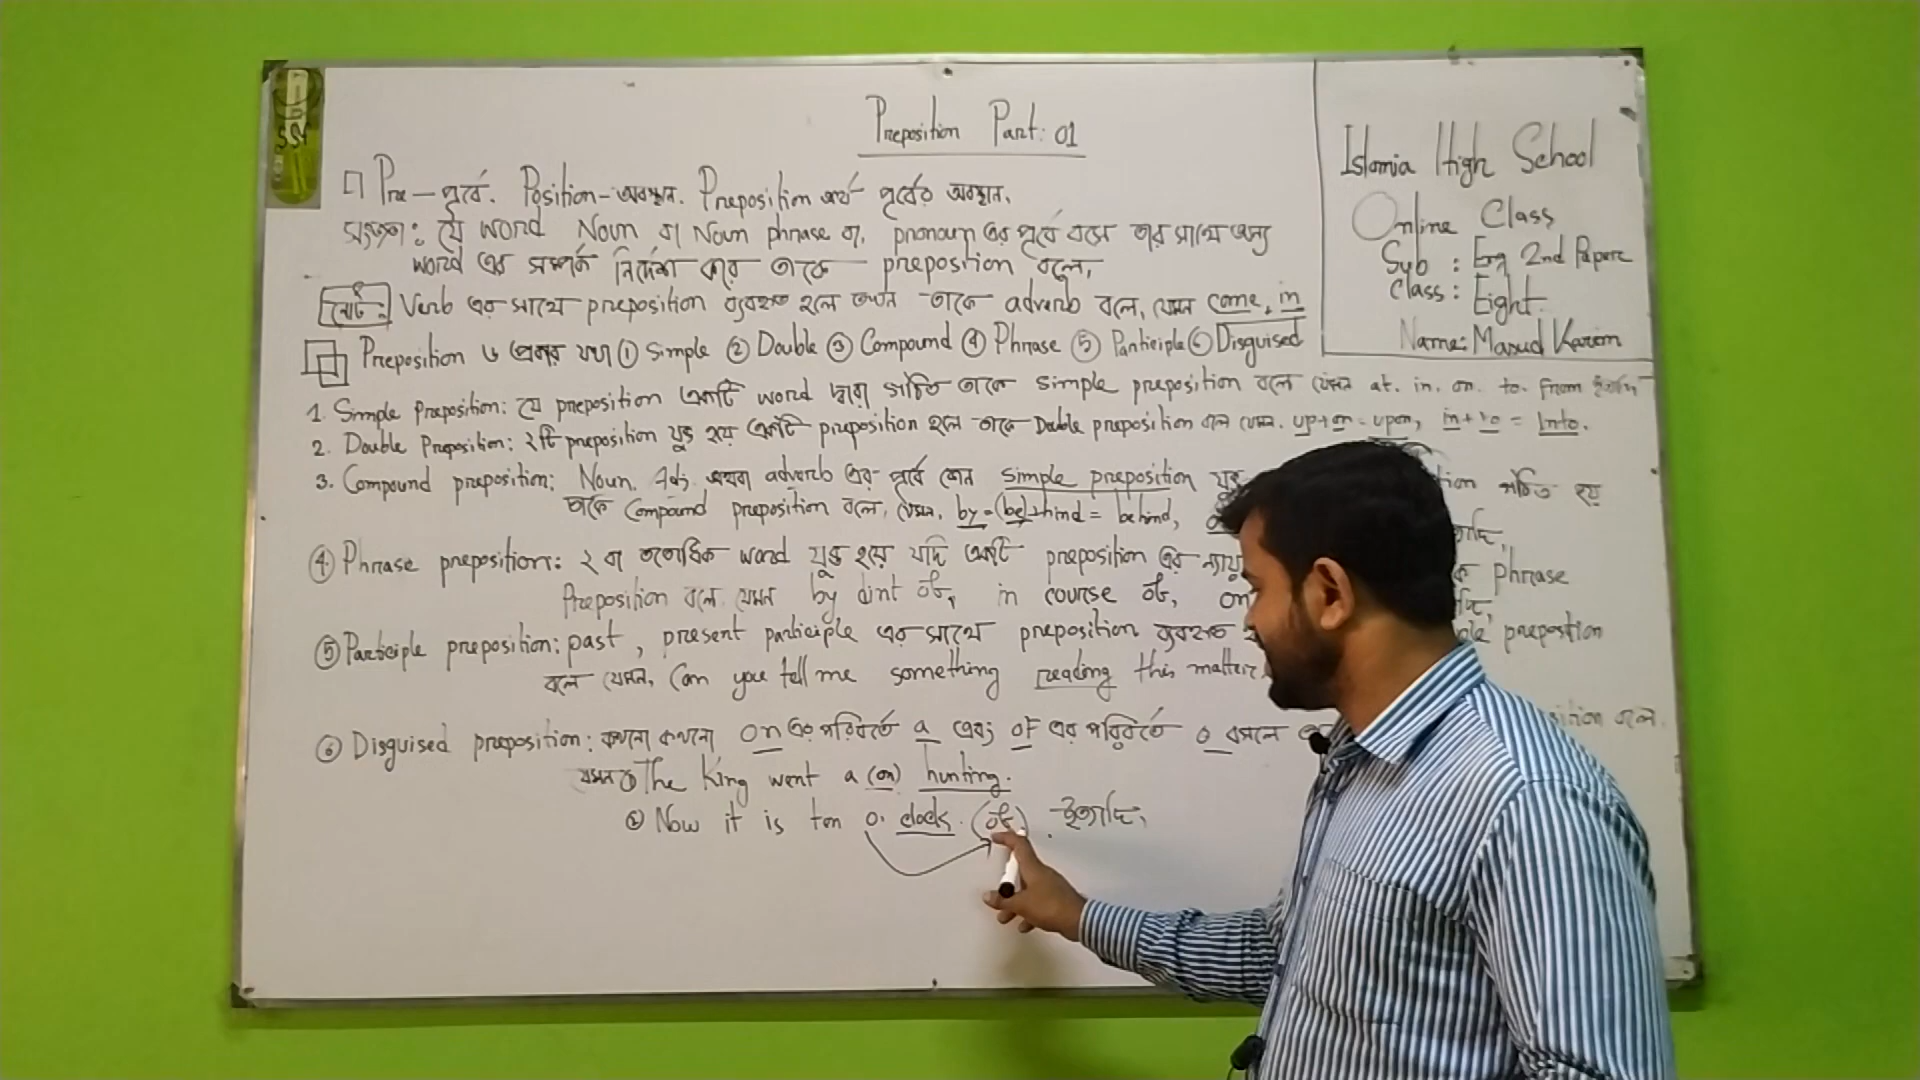 Preposition Part: 01
Pre – পূর্বে. Position – অবস্থান. Preposition অর্থ পূর্বের অবস্থান.
সংজ্ঞা: যে word Noun বা Noun phrase বা, pronoun এর পূর্বে বসে তার সাথে অন্য
word এর সম্পর্ক নির্দেশ করে তাকে preposition বলে,
নোট: Verb এর সাথে preposition ব্যবহৃত হলে তখন তাকে adverb বলে, যেমন come, in
Preposition ৬ প্রকার যথা ① Simple ② Double ③ Compound ④ Phrase ⑤ Participle ⑥ Disguised
Islamia High School
Online Class
Sub : Eng 2nd Paper
Class: Eight
Name: Masud Karim
1. Simple Preposition: যে preposition একটি word দ্বারা গঠিত তাকে simple preposition বলে যেমন at. in. on. to. from ইত্যাদি
2. Double Preposition: ২টি preposition যুক্ত হয়ে একটি preposition হলে তাকে Double preposition বলে যেমন. up+on = upon, in+to = Into.
3. Compound preposition: Noun. Adj অথবা adverb এর পূর্বে কোন simple preposition যুক্ত গঠিত হয়
তাকে Compound preposition বলে, যেমন, by = (be)+hind = behind,
④ Phrase preposition: ২ বা ততোধিক word যুক্ত হয়ে যদি একটি preposition এর ন্যায় phrase
Preposition বলে যেমন by dint of, in course of, on
⑤ Participle preposition: past, present participle এর সাথে preposition ব্যবহৃত preposition
বলে যেমন, Can you tell me something reading this matter
⑥ Disguised preposition: কখনো কখনো on এর পরিবর্তে a এবং of এর পরিবর্তে o বসলে বলে.
যেমন ① The King went a (on) hunting.
② Now it is ten o. clock. (of). ইত্যাদি,